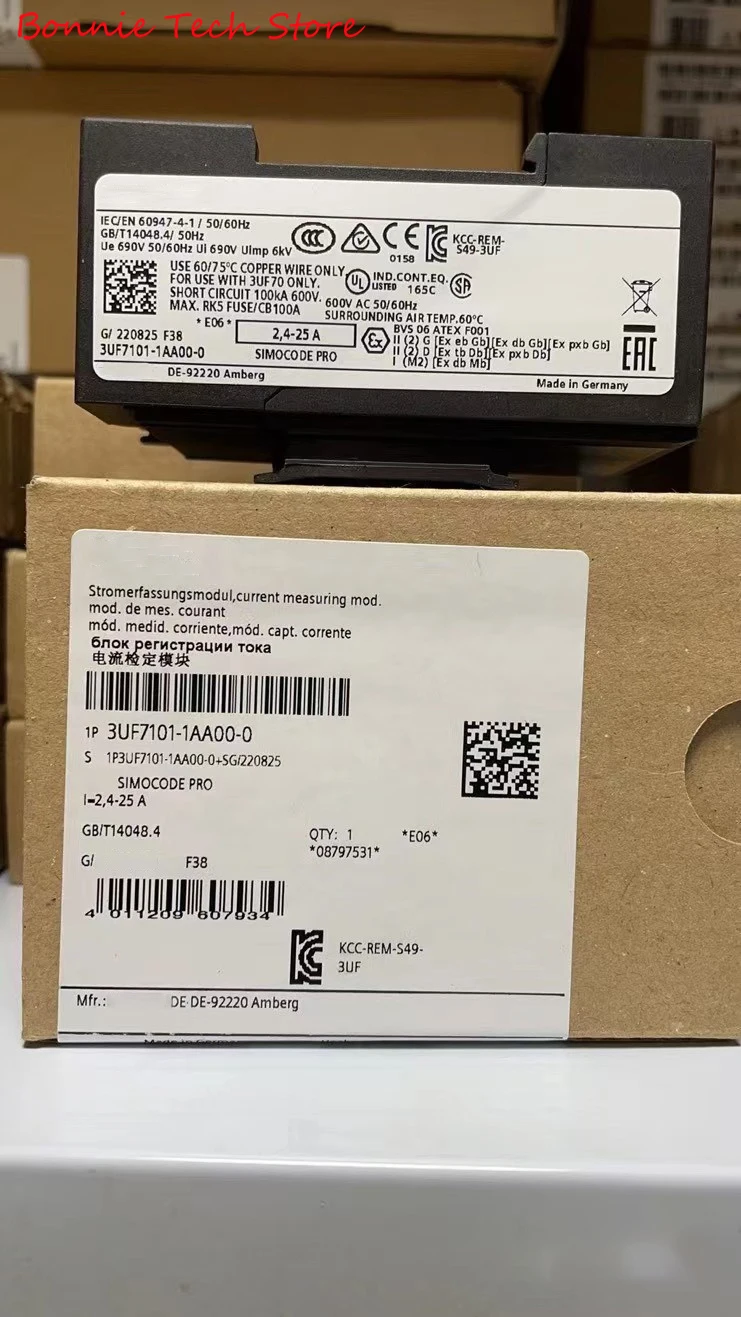 Bonnie Tech Store
IEC/EN 60947-4-1 / 50/60Hz
GB/T14048.4/ 50Hz
Ue 690V 50/60Hz Ui 690V Uimp 6kV
CCC
CE
0158
KCC-REM-
S49-3UF
USE 60/75°C COPPER WIRE ONLY.
FOR USE WITH 3UF70 ONLY.
SHORT CIRCUIT 100kA 600V.
MAX. RK5 FUSE/CB100A
UL
LISTED
IND.CONT.EQ.
165C
600V AC 50/60Hz
SURROUNDING AIR TEMP.60°C
* E06 *
2,4-25 A
G/ 220825 F38
3UF7101-1AA00-0
SIMOCODE PRO
Ex
BVS 06 ATEX F001
II (2) G [Ex eb Gb][Ex db Gb][Ex pxb Gb]
II (2) D [Ex tb Db][Ex pxb Db]
I (M2) [Ex db Mb]
EAC
DE-92220 Amberg
Made in Germany
Stromerfassungsmodul,current measuring mod.
mod. de mes. courant
mód. medid. corriente,mód. capt. corrente
блок регистрации тока
电流检定模块
1P 3UF7101-1AA00-0
S 1P3UF7101-1AA00-0+SG/220825
SIMOCODE PRO
I=2,4-25 A
GB/T14048.4
QTY: 1 *E06*
*08797531*
G/ F38
4 011209 607934
KCC-REM-S49-
3UF
Mfr.: DE DE-92220 Amberg